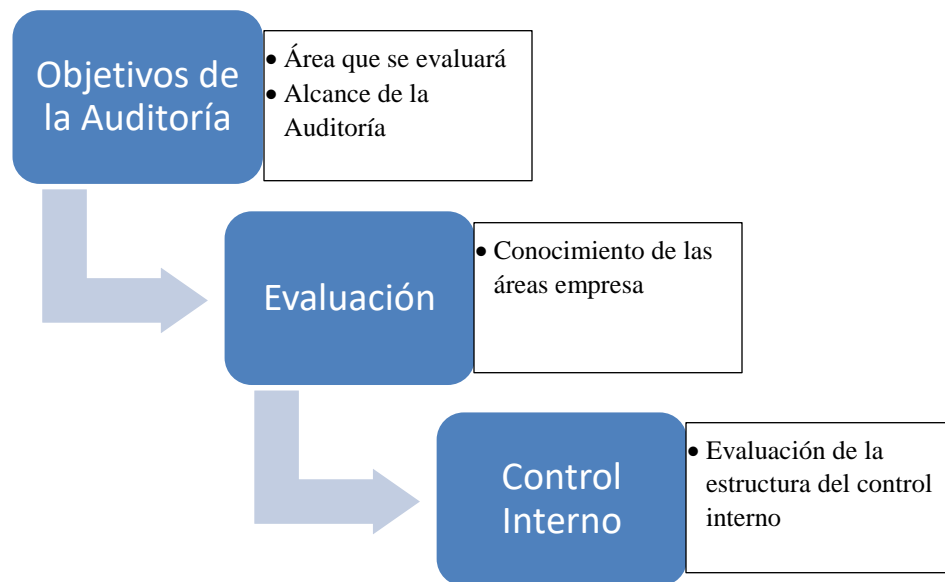 Objetivos de
la Auditoría
• Área que se evaluará
• Alcance de la
Auditoría
Evaluación
• Conocimiento de las
áreas empresa
Control
Interno
• Evaluación de la
estructura del control
interno